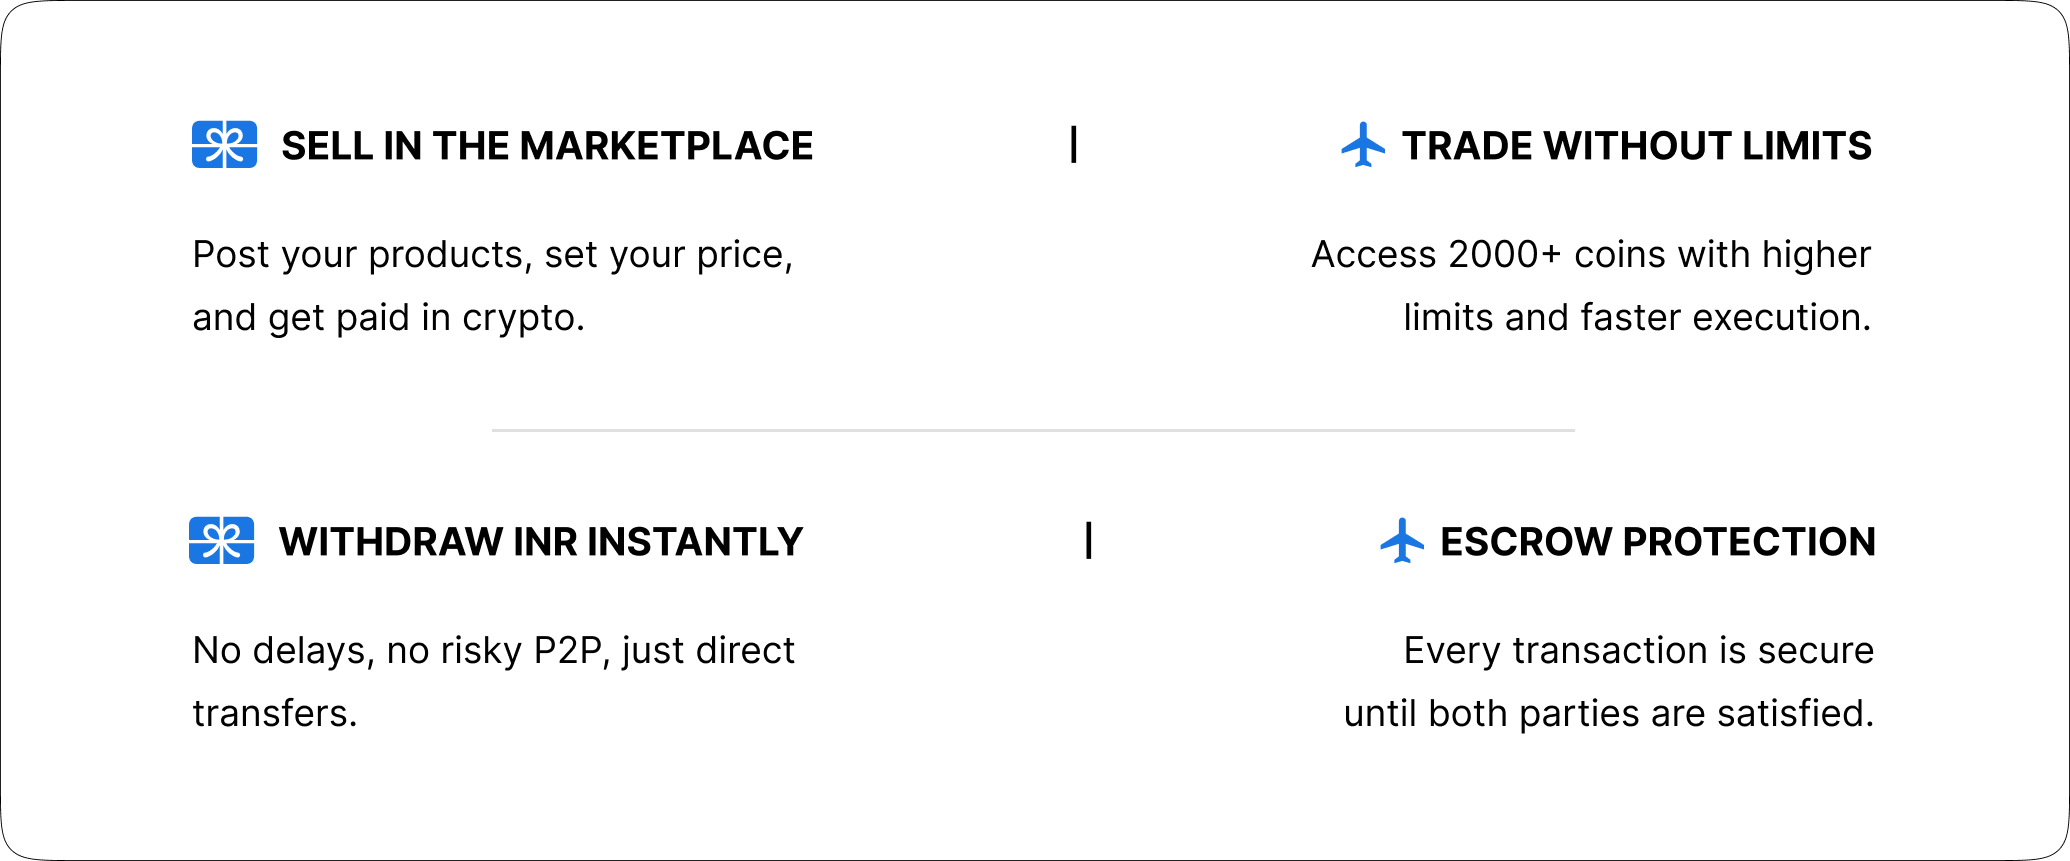 SELL IN THE MARKETPLACE
Post your products, set your price,
and get paid in crypto.
|
TRADE WITHOUT LIMITS
Access 2000+ coins with higher
limits and faster execution.
WITHDRAW INR INSTANTLY
No delays, no risky P2P, just direct
transfers.
|
ESCROW PROTECTION
Every transaction is secure
until both parties are satisfied.